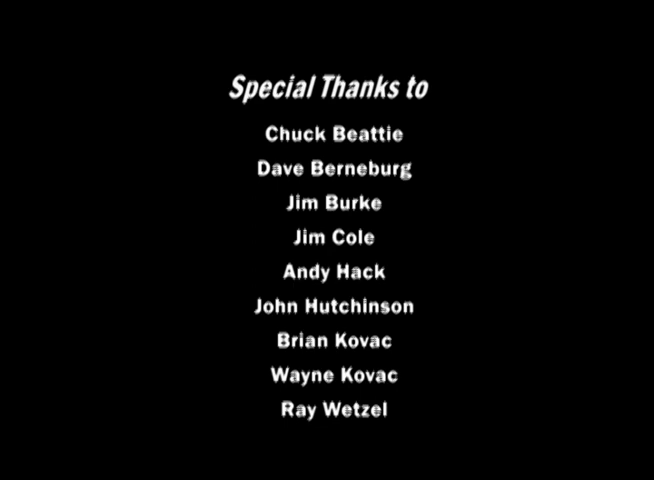 Special Thanks to
Chuck Beattie
Dave Berneburg
Jim Burke
Jim Cole
Andy Hack
John Hutchinson
Brian Kovac
Wayne Kovac
Ray Wetzel